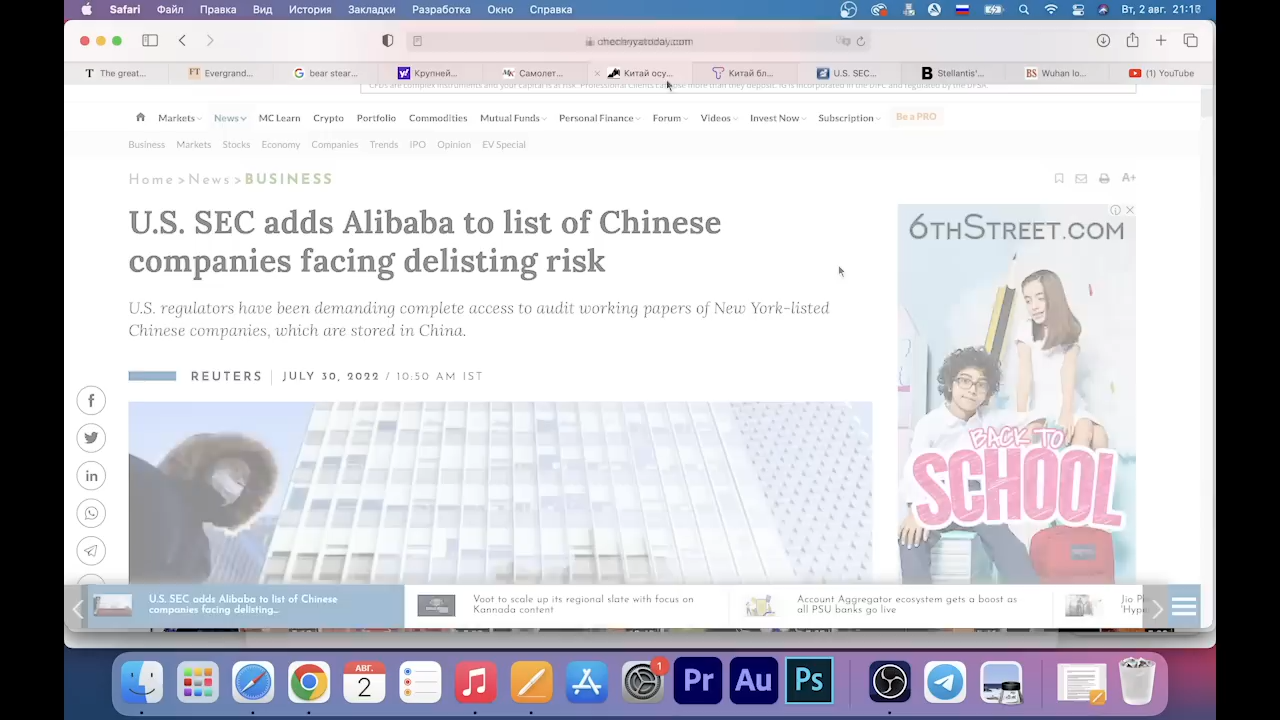 Safari Файл Правка Вид История Закладки Разработка Окно Справка Вт, 2 авг. 21:18
T The great... FT Evergrand... G bear stear... Крупней... MK Самолет... Китай осу... Китай бл... U.S. SEC... B Stellantis'... BS Wuhan lo... (1) YouTube
Markets News MC Learn Crypto Portfolio Commodities Mutual Funds Personal Finance Forum Videos Invest Now Subscription Be a PRO
Business Markets Stocks Economy Companies Trends IPO Opinion EV Special
Home > News > BUSINESS
A+
U.S. SEC adds Alibaba to list of Chinese
companies facing delisting risk
U.S. regulators have been demanding complete access to audit working papers of New York-listed
Chinese companies, which are stored in China.
REUTERS | JULY 30, 2022 / 10:50 AM IST
6THSTREET.COM
BACK TO
SCHOOL
U.S. SEC adds Alibaba to list of Chinese
companies facing delisting...
Voot to scale up its regional slate with focus on
Kannada content
Account Aggregator ecosystem gets a boost as
all PSU banks go live
Jio Pl
'Hype
АВГ.
2
1
Pr Au Ps